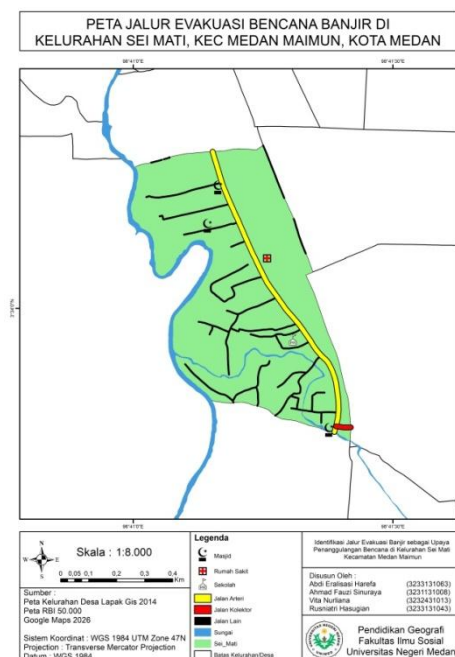 PETA JALUR EVAKUASI BENCANA BANJIR DI
KELURAHAN SEI MATI, KEC MEDAN MAIMUN, KOTA MEDAN
98°41'0"E
98°41'30"E
98°41'0"E
98°41'30"E
Skala : 1:8.000
0 0,05 0,1 0,2 0,3 0,4
Km
Sumber :
Peta Kelurahan Desa Lapak Gis 2014
Peta RBI 50.000
Google Maps 2026
Sistem Koordinat : WGS 1984 UTM Zone 47N
Projection : Transverse Mercator Projection
Datum : WGS 1984
Legenda
Masjid
Rumah Sakit
Sekolah
Jalan Arteri
Jalan Kolektor
Jalan Lain
Sungai
Sei_Mati
Batas Kelurahan/Desa
Identifikasi Jalur Evakuasi Banjir sebagai Upaya
Penanggulangan Bencana di Kelurahan Sei Mati
Kecamatan Medan Maimun
Disusun Oleh :
Abdi Eralisasi Harefa (3233131063)
Ahmad Fauzi Sinuraya (3231131008)
Vita Nurliana (3232431013)
Rusniatri Hasugian (3233131043)
Pendidikan Geografi
Fakultas Ilmu Sosial
Universitas Negeri Medan